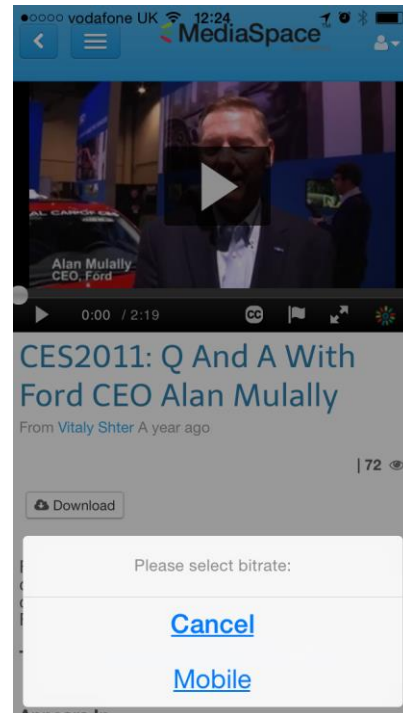 vodafone UK 12:24
MediaSpace
Alan Mulally
CEO, Ford
0:00 / 2:19
CC
CES2011: Q And A With
Ford CEO Alan Mulally
From Vitaly Shter A year ago
| 72
Download
Please select bitrate:
Cancel
Mobile